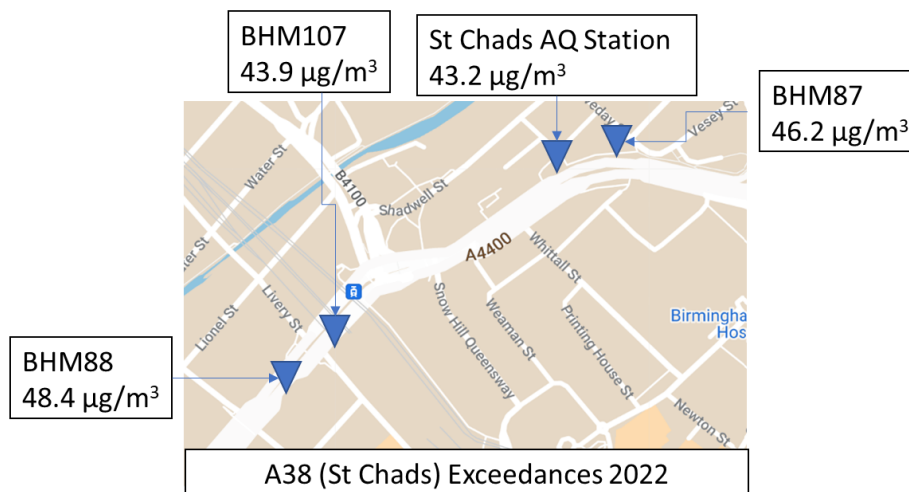 BHM107
43.9 µg/m³
St Chads AQ Station
43.2 µg/m³
BHM87
46.2 µg/m³
Vesey St
Water St
B4100
Shadwell St
A4400
Whittall St
Livery St
Lionel St
Snow Hill Queensway
Weaman St
Printing House St
Birmingha
Hos
Newton St
BHM88
48.4 µg/m³
A38 (St Chads) Exceedances 2022